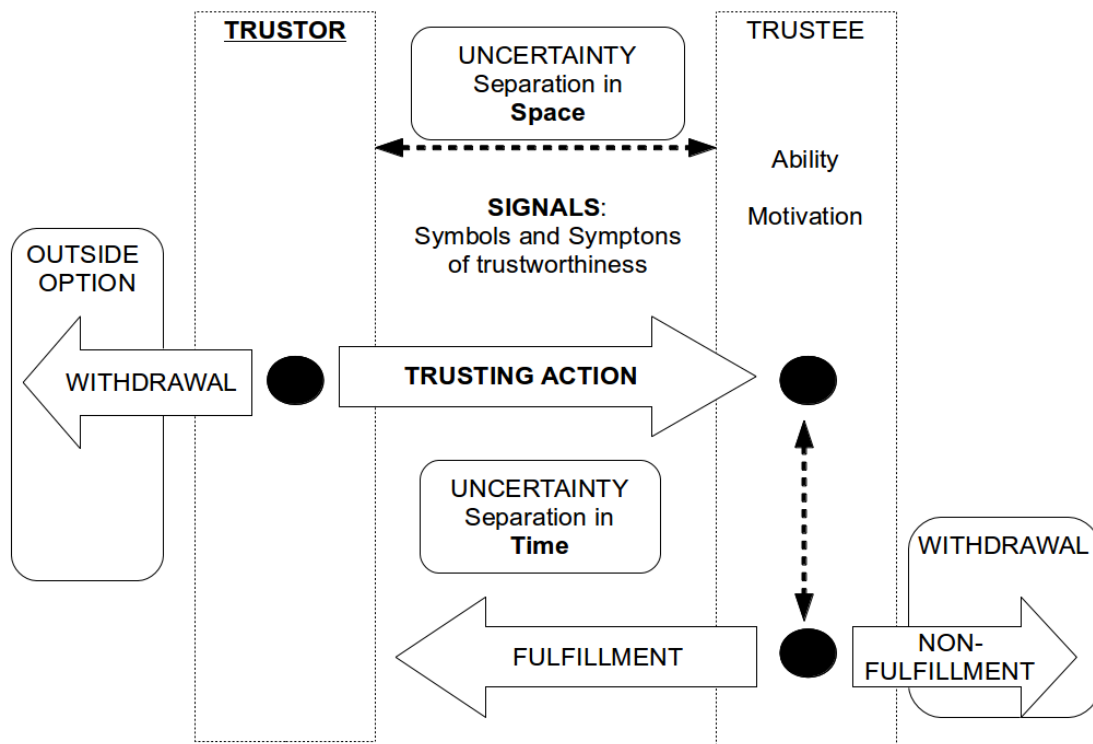 TRUSTOR
UNCERTAINTY
Separation in
Space
TRUSTEE
Ability
Motivation
SIGNALS:
Symbols and Symptons
of trustworthiness
OUTSIDE
OPTION
WITHDRAWAL
TRUSTING ACTION
UNCERTAINTY
Separation in
Time
WITHDRAWAL
FULFILLMENT
NON-
FULFILLMENT